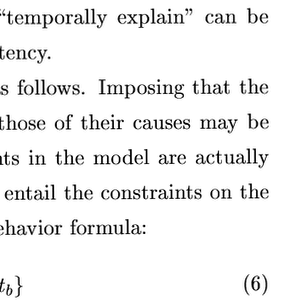 “temporally explain” can be
tency.
s follows. Imposing that the
those of their causes may be
nts in the model are actually
entail the constraints on the
ehavior formula:
t_b} (6)